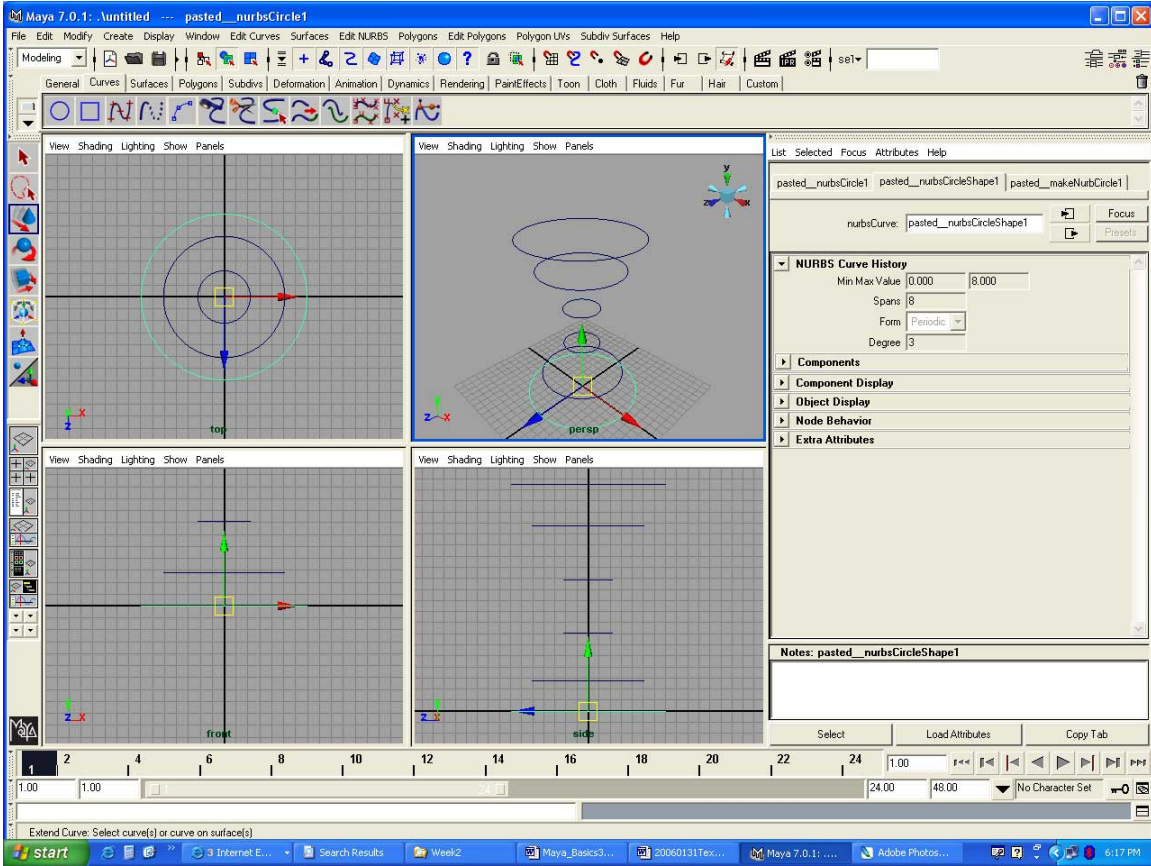 Maya 7.0.1: .\untitled --- pasted__nurbsCircle1
File Edit Modify Create Display Window Edit Curves Surfaces Edit NURBS Polygons Edit Polygons Polygon UVs Subdiv Surfaces Help
Modeling sel
General Curves Surfaces Polygons Subdivs Deformation Animation Dynamics Rendering PaintEffects Toon Cloth Fluids Fur Hair Custom
View Shading Lighting Show Panels
View Shading Lighting Show Panels
List Selected Focus Attributes Help
pasted__nurbsCircle1 pasted__nurbsCircleShape1 pasted__makeNurbCircle1
nurbsCurve: pasted__nurbsCircleShape1
Focus
Presets
NURBS Curve History
Min Max Value 0.000 8.000
Spans 8
Form Periodic
Degree 3
Components
Component Display
Object Display
Node Behavior
Extra Attributes
y
z x
Y X
Z
top
Y
Z X
persp
View Shading Lighting Show Panels
View Shading Lighting Show Panels
Y
Z X
front
Y
Z X
side
Notes: pasted__nurbsCircleShape1
Select Load Attributes Copy Tab
MAYA
1 2 4 6 8 10 12 14 16 18 20 22 24 1.00
1.00 1.00 1 24 24.00 48.00 No Character Set
Extend Curve: Select curve(s) or curve on surface(s)
start 3 Internet E... Search Results Week2 Maya_Basics3... 20060131Tex... Maya 7.0.1: .... Adobe Photos... 6:17 PM